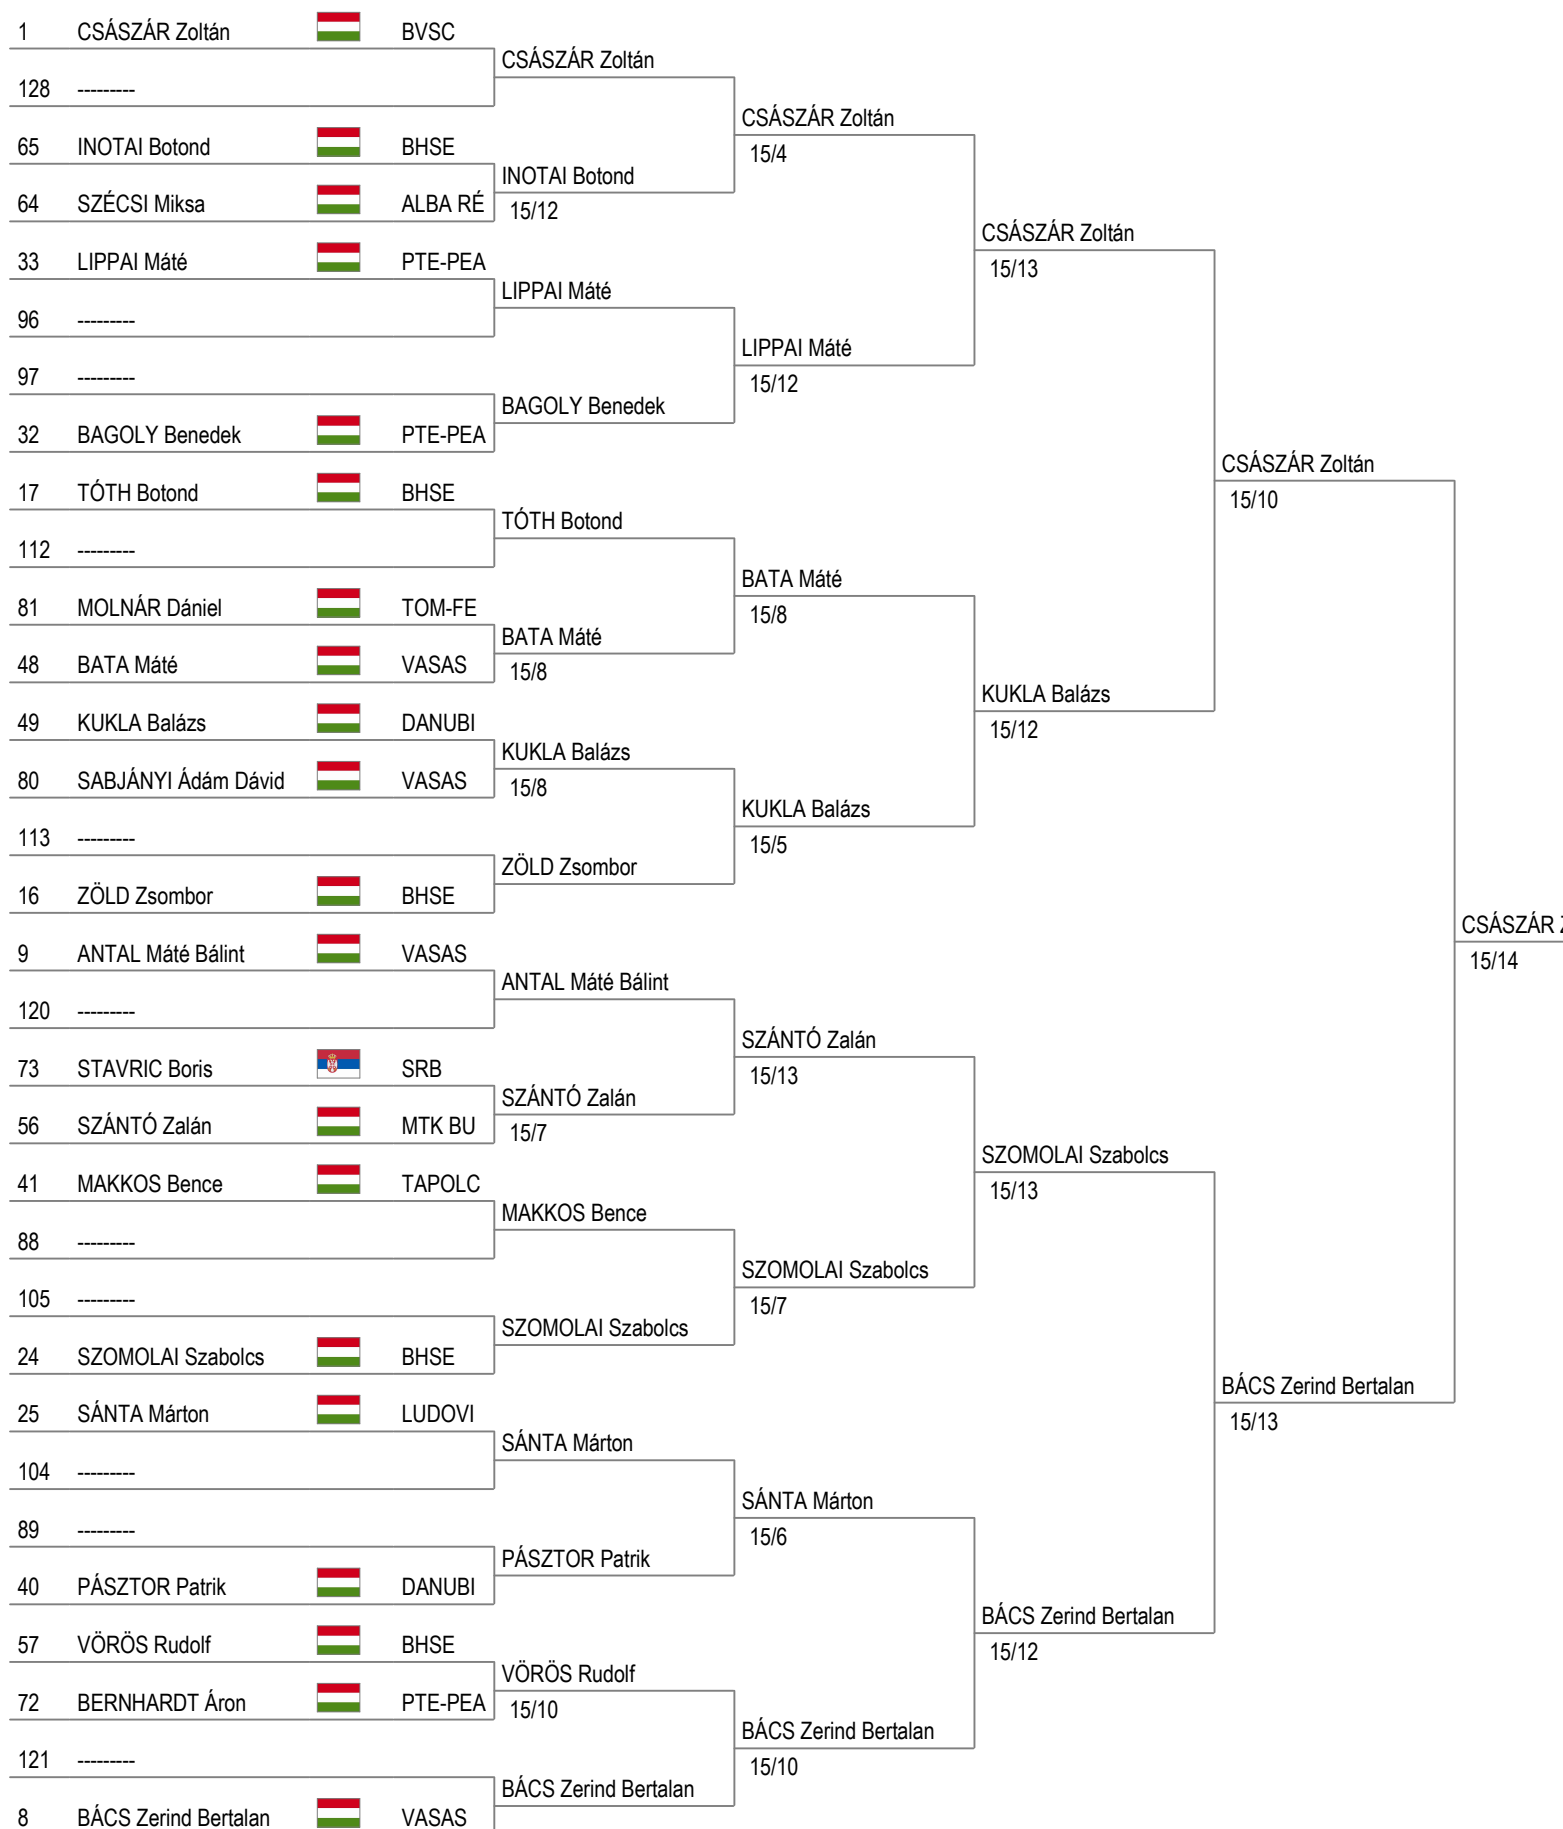 1 CSÁSZÁR Zoltán BVSC
CSÁSZÁR Zoltán
128 ---------
CSÁSZÁR Zoltán
15/4
65 INOTAI Botond BHSE
INOTAI Botond
15/12
64 SZÉCSI Miksa ALBA RÉ
CSÁSZÁR Zoltán
15/13
33 LIPPAI Máté PTE-PEA
LIPPAI Máté
96 ---------
LIPPAI Máté
15/12
97 ---------
BAGOLY Benedek
32 BAGOLY Benedek PTE-PEA
CSÁSZÁR Zoltán
15/10
17 TÓTH Botond BHSE
TÓTH Botond
112 ---------
BATA Máté
15/8
81 MOLNÁR Dániel TOM-FE
BATA Máté
15/8
48 BATA Máté VASAS
KUKLA Balázs
15/12
49 KUKLA Balázs DANUBI
KUKLA Balázs
15/8
80 SABJÁNYI Ádám Dávid VASAS
KUKLA Balázs
15/5
113 ---------
ZÖLD Zsombor
16 ZÖLD Zsombor BHSE
CSÁSZÁR
15/14
9 ANTAL Máté Bálint VASAS
ANTAL Máté Bálint
120 ---------
SZÁNTÓ Zalán
15/13
73 STAVRIC Boris SRB
SZÁNTÓ Zalán
15/7
56 SZÁNTÓ Zalán MTK BU
SZOMOLAI Szabolcs
15/13
41 MAKKOS Bence TAPOLC
MAKKOS Bence
88 ---------
SZOMOLAI Szabolcs
15/7
105 ---------
SZOMOLAI Szabolcs
24 SZOMOLAI Szabolcs BHSE
BÁCS Zerind Bertalan
15/13
25 SÁNTA Márton LUDOVI
SÁNTA Márton
104 ---------
SÁNTA Márton
15/6
89 ---------
PÁSZTOR Patrik
40 PÁSZTOR Patrik DANUBI
BÁCS Zerind Bertalan
15/12
57 VÖRÖS Rudolf BHSE
VÖRÖS Rudolf
15/10
72 BERNHARDT Áron PTE-PEA
BÁCS Zerind Bertalan
15/10
121 ---------
BÁCS Zerind Bertalan
8 BÁCS Zerind Bertalan VASAS